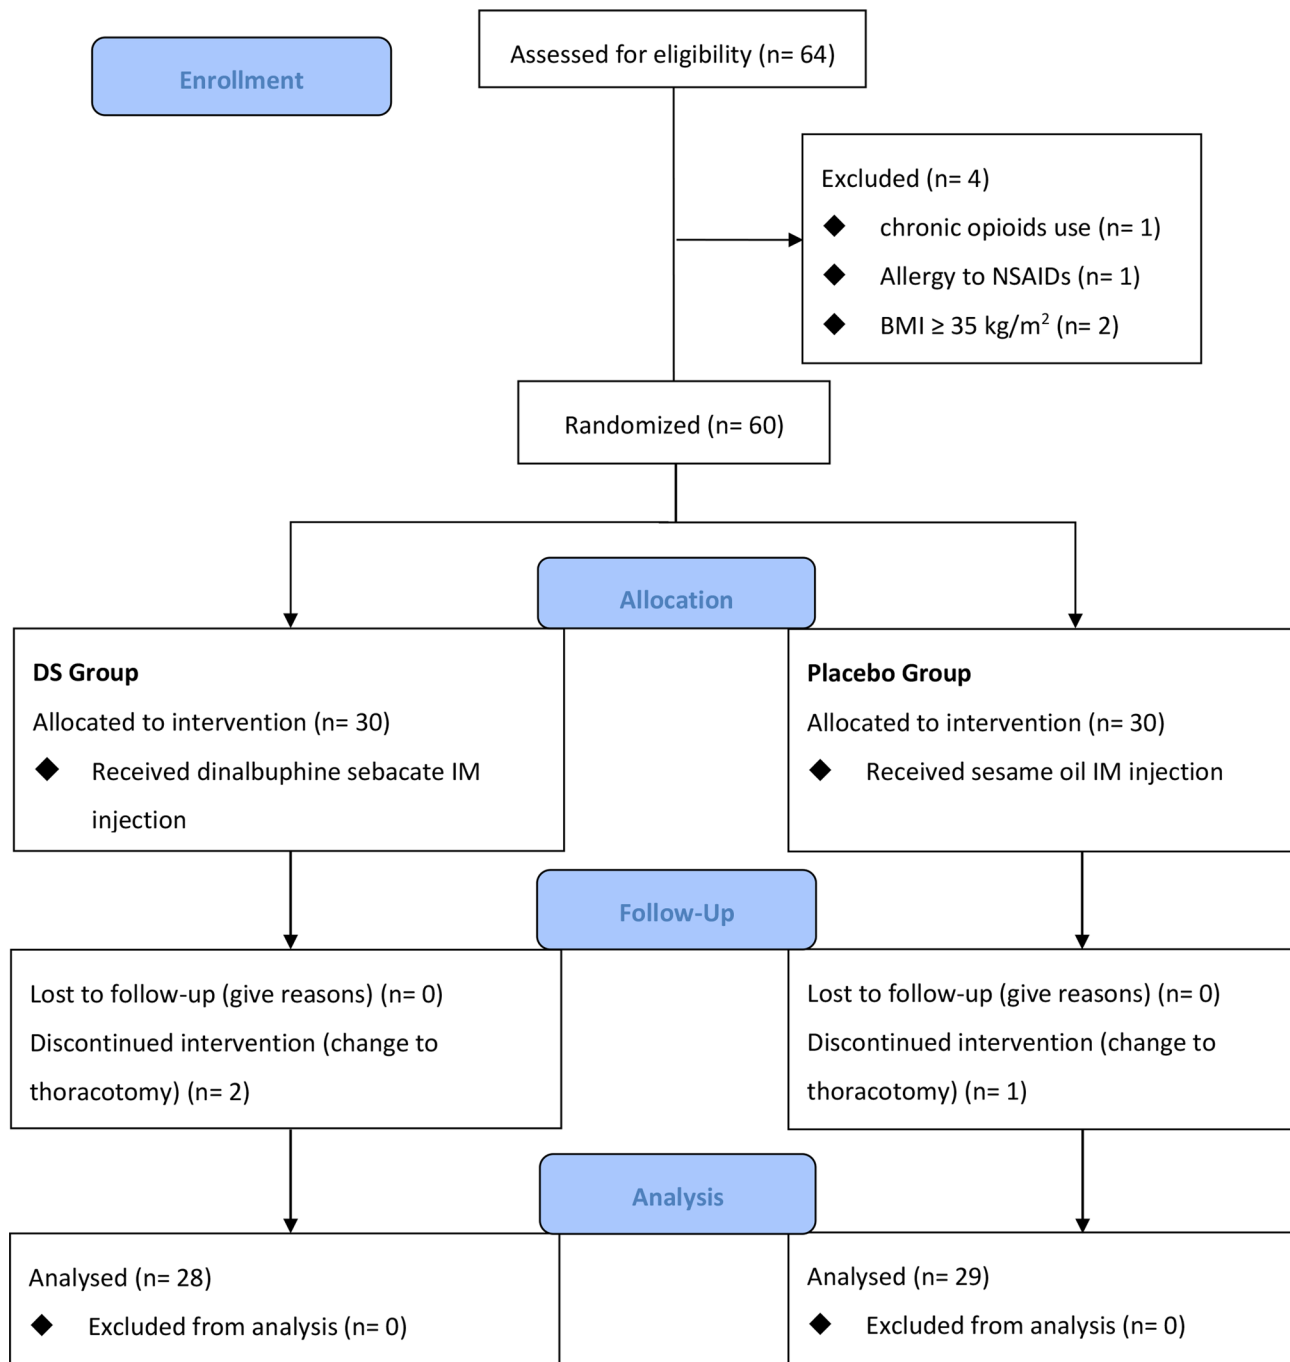 Enrollment
Assessed for eligibility (n= 64)
Excluded (n= 4)
◆ chronic opioids use (n= 1)
◆ Allergy to NSAIDs (n= 1)
◆ BMI ≥ 35 kg/m² (n= 2)
Randomized (n= 60)
Allocation
DS Group
Allocated to intervention (n= 30)
◆ Received dinalbuphine sebacate IM
injection
Placebo Group
Allocated to intervention (n= 30)
◆ Received sesame oil IM injection
Follow-Up
Lost to follow-up (give reasons) (n= 0)
Discontinued intervention (change to
thoracotomy) (n= 2)
Lost to follow-up (give reasons) (n= 0)
Discontinued intervention (change to
thoracotomy) (n= 1)
Analysis
Analysed (n= 28)
◆ Excluded from analysis (n= 0)
Analysed (n= 29)
◆ Excluded from analysis (n= 0)